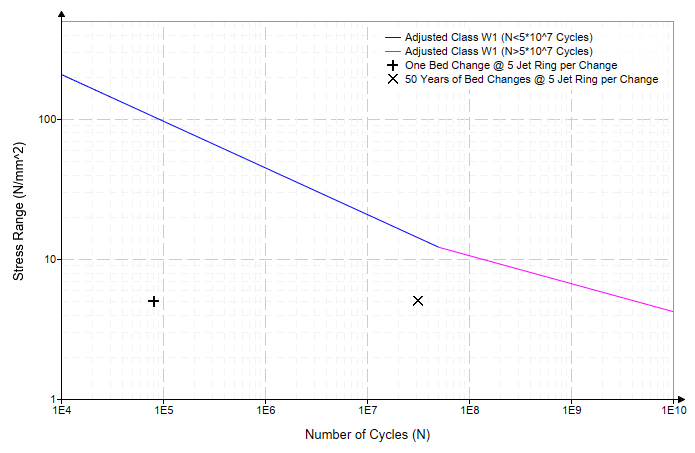 Adjusted Class W1 (N<5*10^7 Cycles)
Adjusted Class W1 (N>5*10^7 Cycles)
One Bed Change @ 5 Jet Ring per Change
50 Years of Bed Changes @ 5 Jet Ring per Change
Stress Range (N/mm^2)
100
10
1
1E4 1E5 1E6 1E7 1E8 1E9 1E10
Number of Cycles (N)